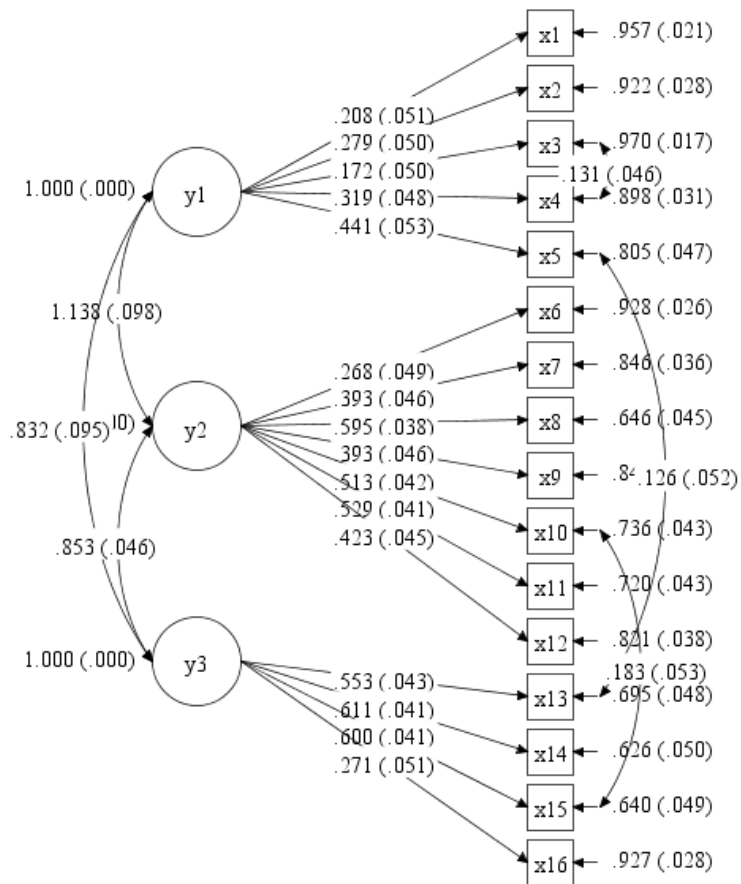 x1 .957 (.021)
x2 .922 (.028)
.208 (.051)
.279 (.050)
x3 .970 (.017)
.172 (.050)
.131 (.046)
1.000 (.000)
y1
.319 (.048)
x4 .898 (.031)
.441 (.053)
x5 .805 (.047)
1.138 (.098)
x6 .928 (.026)
.268 (.049)
x7 .846 (.036)
.393 (.046)
.832 (.095)
y2
.595 (.038)
x8 .646 (.045)
.393 (.046)
x9
.126 (.052)
.513 (.042)
.529 (.041)
x10 .736 (.043)
.423 (.045)
.853 (.046)
x11 .720 (.043)
x12 .821 (.038)
1.000 (.000)
y3
.183 (.053)
.553 (.043)
x13 .695 (.048)
.611 (.041)
.600 (.041)
x14 .626 (.050)
.271 (.051)
x15 .640 (.049)
x16 .927 (.028)